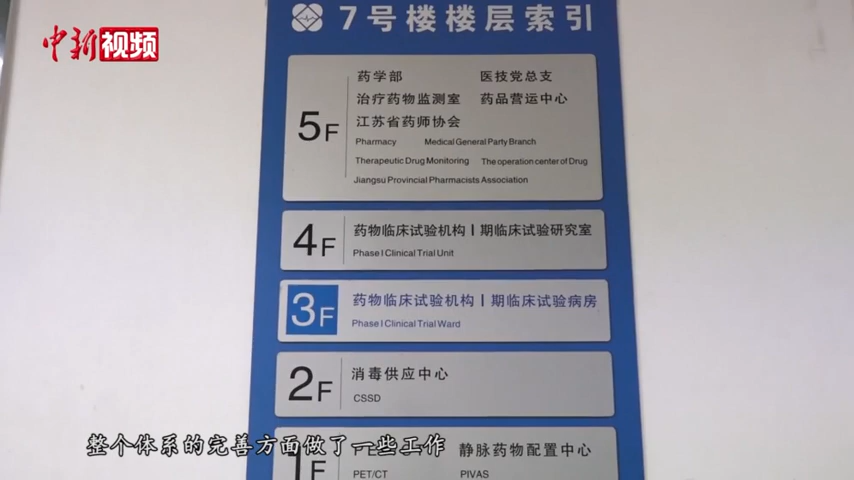 中新视频
7号楼楼层索引
5F
药学部 医技党总支
治疗药物监测室 药品营运中心
江苏省药师协会
Pharmacy Medical General Party Branch
Therapeutic Drug Monitoring The operation center of Drug
Jiangsu Provincial Pharmacists Association
4F
药物临床试验机构 I 期临床试验研究室
Phase I Clinical Trial Unit
3F
药物临床试验机构 I 期临床试验病房
Phase I Clinical Trial Ward
2F
消毒供应中心
CSSD
整个体系的完善方面做了一些工作
1F
静脉药物配置中心
PET/CT PIVAS